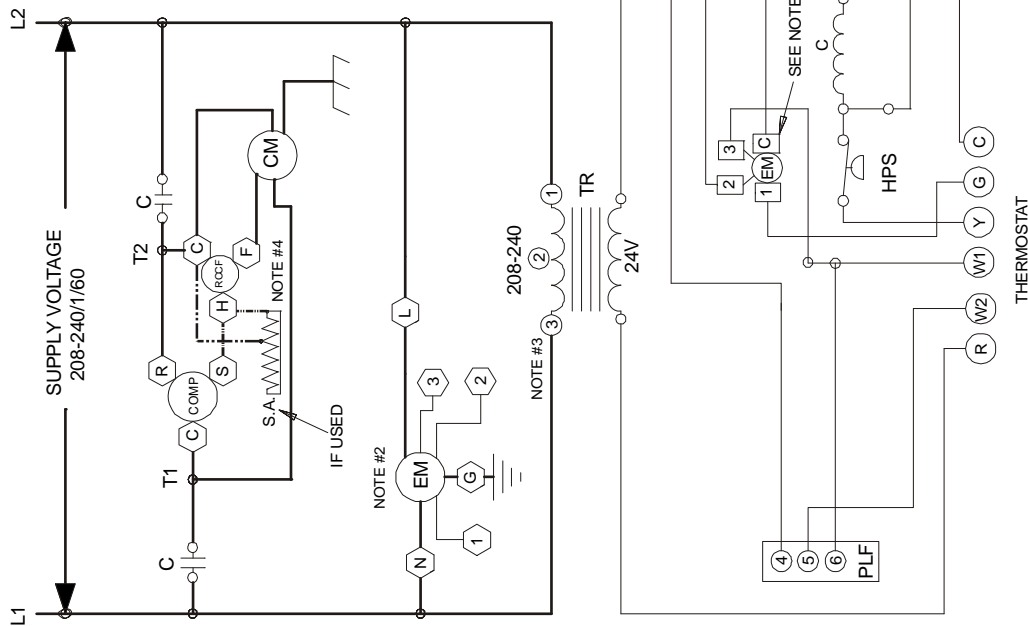 L1
L2
SUPPLY VOLTAGE
208-240/1/60
C
T1
C
COMP
R
S
S.A.
IF USED
T2
C
C
RCCF
H
F
NOTE #4
CM
NOTE #2
N
EM
L
1
G
3
2
NOTE #3
3
2
1
208-240
TR
24V
4
5
6
PLF
2
3
1
EM
C
SEE NOTE
C
HPS
R
W2
W1
Y
G
C
THERMOSTAT